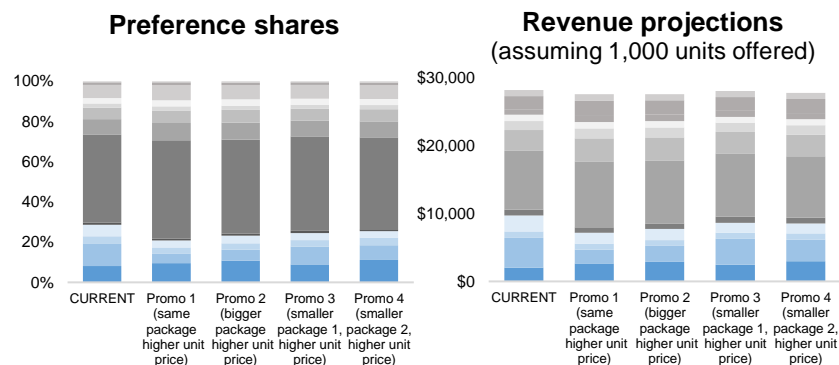 Preference shares
100%
80%
60%
40%
20%
0%
CURRENT
Promo 1
(same
package
higher unit
price)
Promo 2
(bigger
package
higher unit
price)
Promo 3
(smaller
package 1,
higher unit
price)
Promo 4
(smaller
package 2,
higher unit
price)
Revenue projections
(assuming 1,000 units offered)
$30,000
$20,000
$10,000
$0
CURRENT
Promo 1
(same
package
higher unit
price)
Promo 2
(bigger
package
higher unit
price)
Promo 3
(smaller
package 1,
higher unit
price)
Promo 4
(smaller
package 2,
higher unit
price)